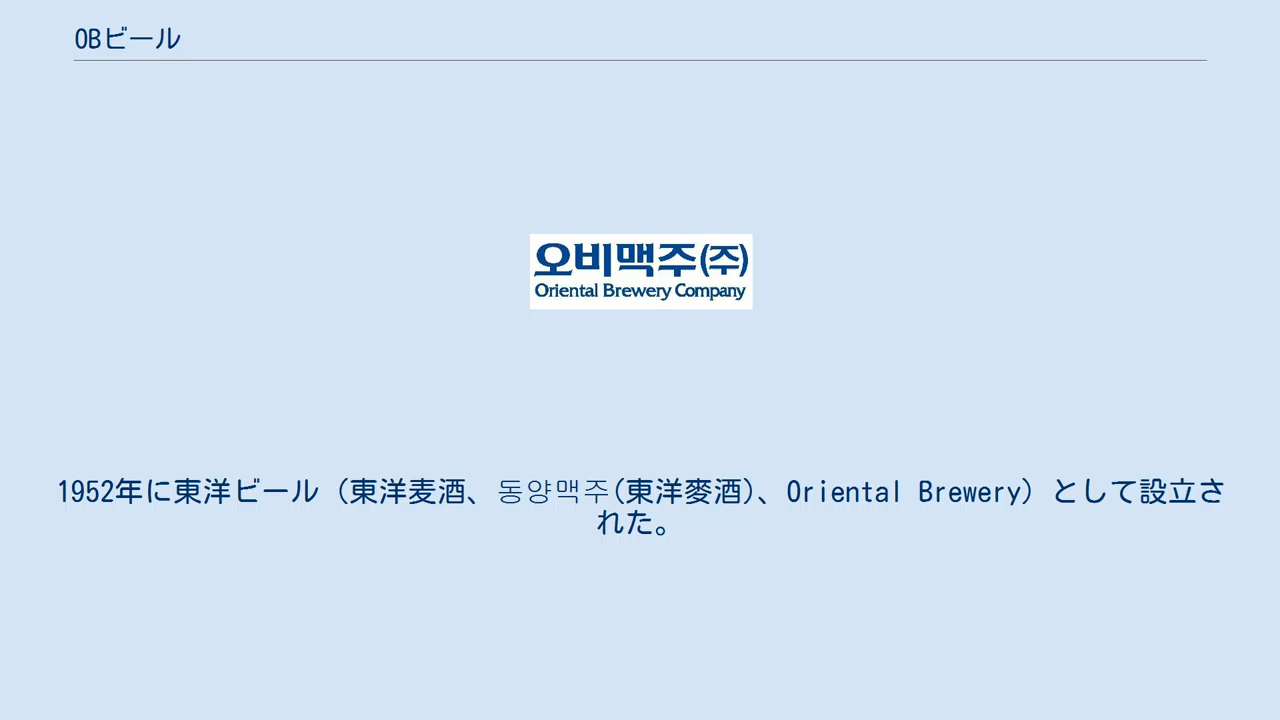 OBビール
오비맥주(주)
Oriental Brewery Company
1952年に東洋ビール（東洋麦酒、동양맥주(東洋麥酒)、Oriental Brewery）として設立さ
れた。